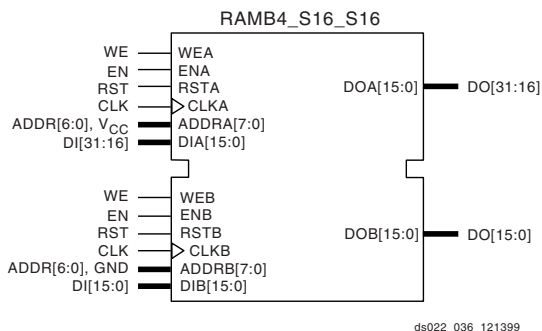 RAMB4_S16_S16
WE WEA
EN ENA
RST RSTA DOA[15:0] DO[31:16]
CLK CLKA
ADDR[6:0], VCC ADDRA[7:0]
DI[31:16] DIA[15:0]
WE WEB
EN ENB
RST RSTB DOB[15:0] DO[15:0]
CLK CLKB
ADDR[6:0], GND ADDRB[7:0]
DI[15:0] DIB[15:0]
ds022_036_121399